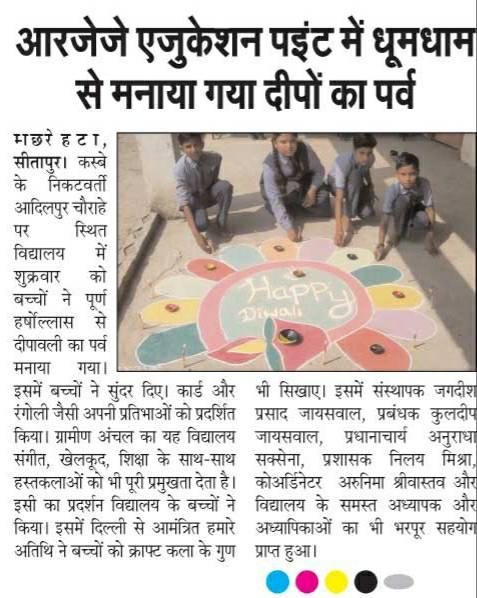 आरजेजे एजुकेशन पइंट में धूमधाम
से मनाया गया दीपों का पर्व
मछरेहटा,
सीतापुर। कस्बे
के निकटवर्ती
आदिलपुर चौराहे
पर स्थित
विद्यालय में
शुक्रवार को
बच्चों ने पूर्ण
हर्षोल्लास से
दीपावली का पर्व
मनाया गया।
इसमें बच्चों ने सुंदर दिए। कार्ड और
रंगोली जैसी अपनी प्रतिभाओं को प्रदर्शित
किया। ग्रामीण अंचल का यह विद्यालय
संगीत, खेलकूद, शिक्षा के साथ-साथ
हस्तकलाओं को भी पूरी प्रमुखता देता है।
इसी का प्रदर्शन विद्यालय के बच्चों ने
किया। इसमें दिल्ली से आमंत्रित हमारे
अतिथि ने बच्चों को क्राफ्ट कला के गुण
भी सिखाए। इसमें संस्थापक जगदीश
प्रसाद जायसवाल, प्रबंधक कुलदीप
जायसवाल, प्रधानाचार्य अनुराधा
सक्सेना, प्रशासक निलय मिश्रा,
कोअर्डिनेटर अरुनिमा श्रीवास्तव और
विद्यालय के समस्त अध्यापक और
अध्यापिकाओं का भी भरपूर सहयोग
प्राप्त हुआ।
Happy
Diwali